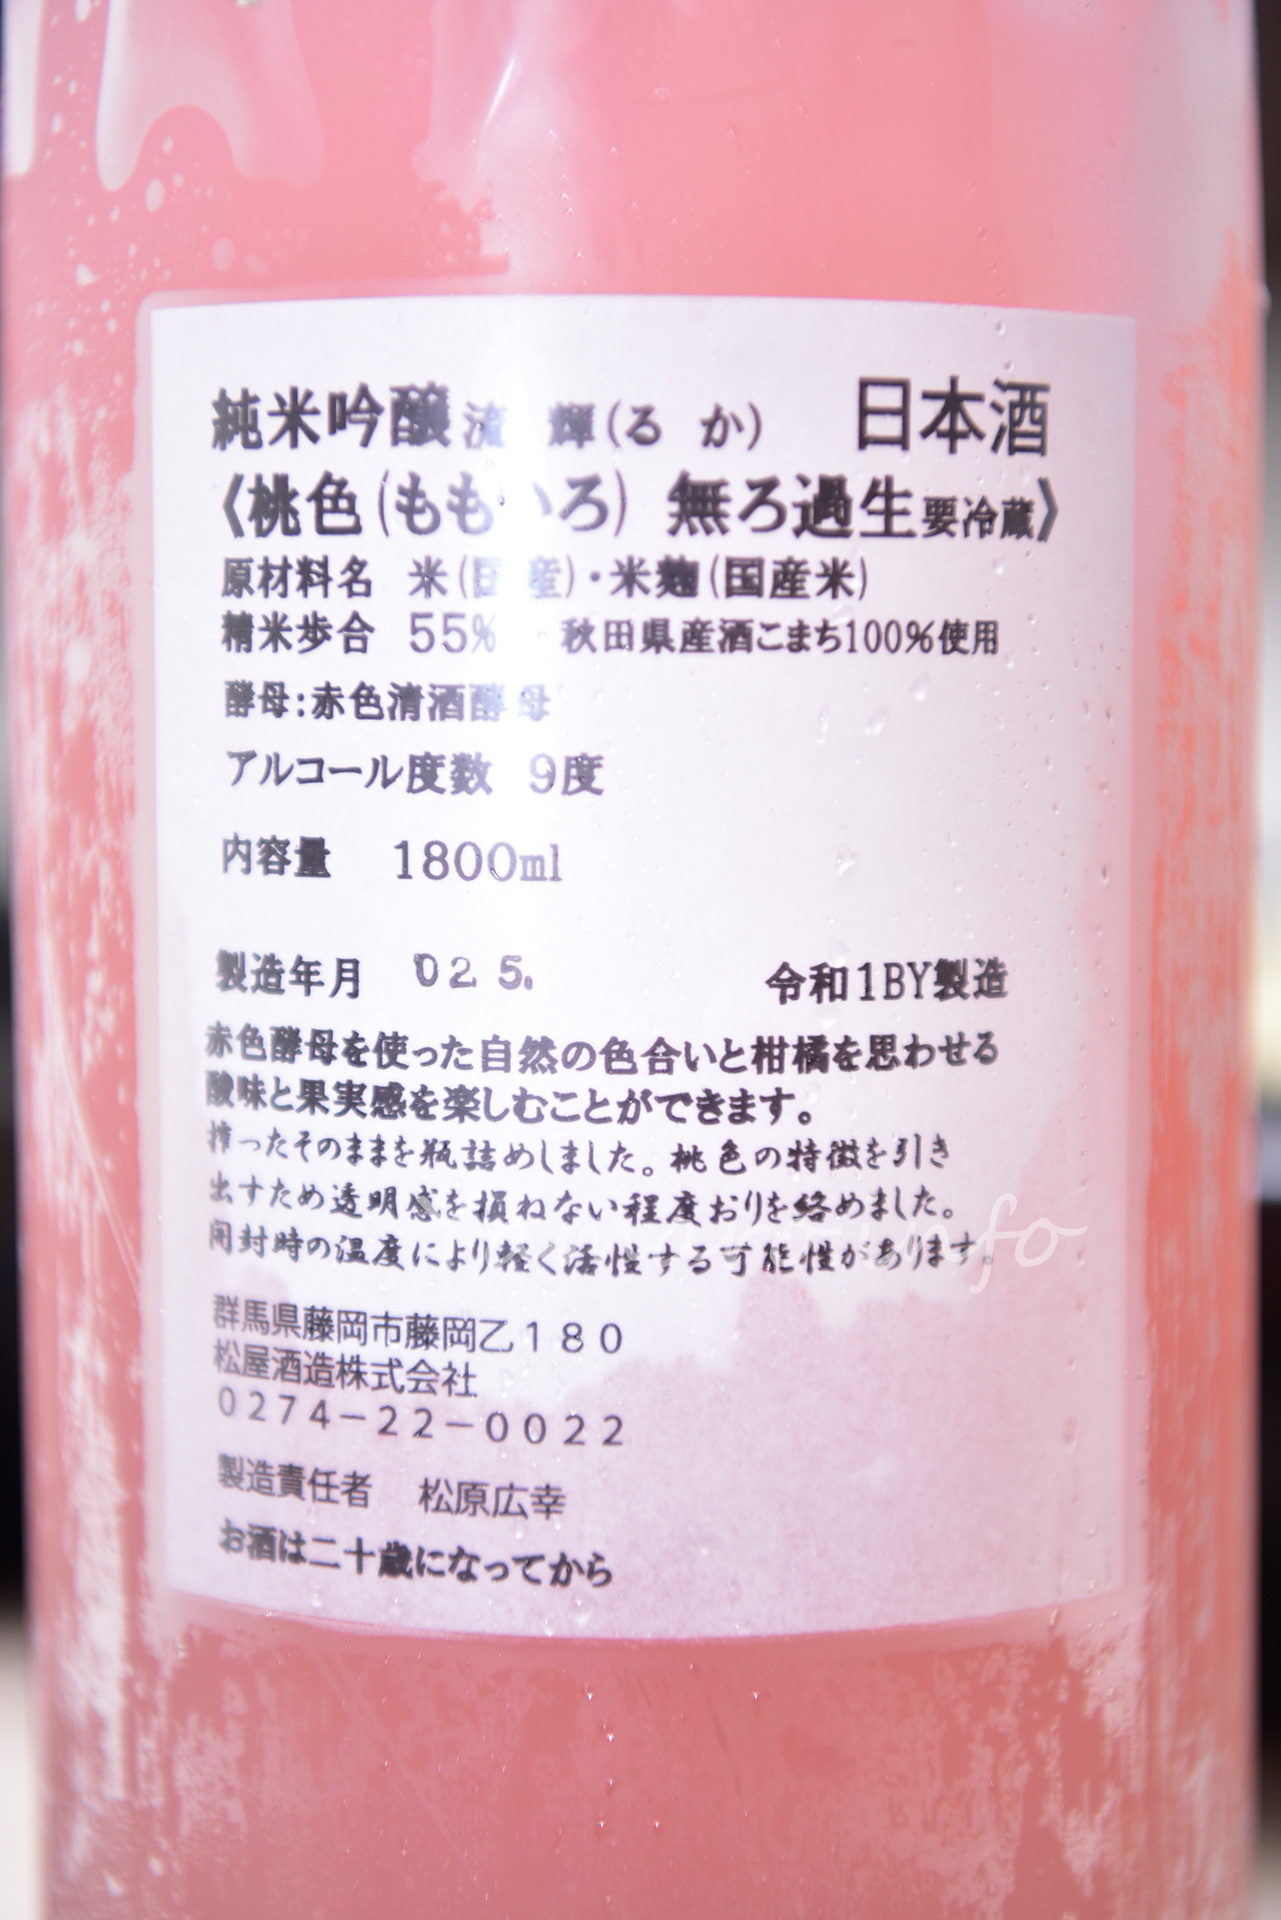 純米吟醸 流輝(るか) 日本酒
《桃色(ももいろ) 無ろ過生 要冷蔵》
原材料名 米(国産)・米麹(国産米)
精米歩合 55% 秋田県産酒こまち100%使用
酵母:赤色清酒酵母
アルコール度数 9度
内容量 1800ml
製造年月 02 5. 令和1BY製造
赤色酵母を使った自然の色合いと柑橘を思わせる
酸味と果実感を楽しむことができます。
搾ったそのままを瓶詰めしました。桃色の特徴を引き
出すため透明感を損ねない程度おりを絡めました。
開封時の温度により軽く活性する可能性があります。
群馬県藤岡市藤岡乙180
松屋酒造株式会社
0274-22-0022
製造責任者 松原広幸
お酒は二十歳になってから